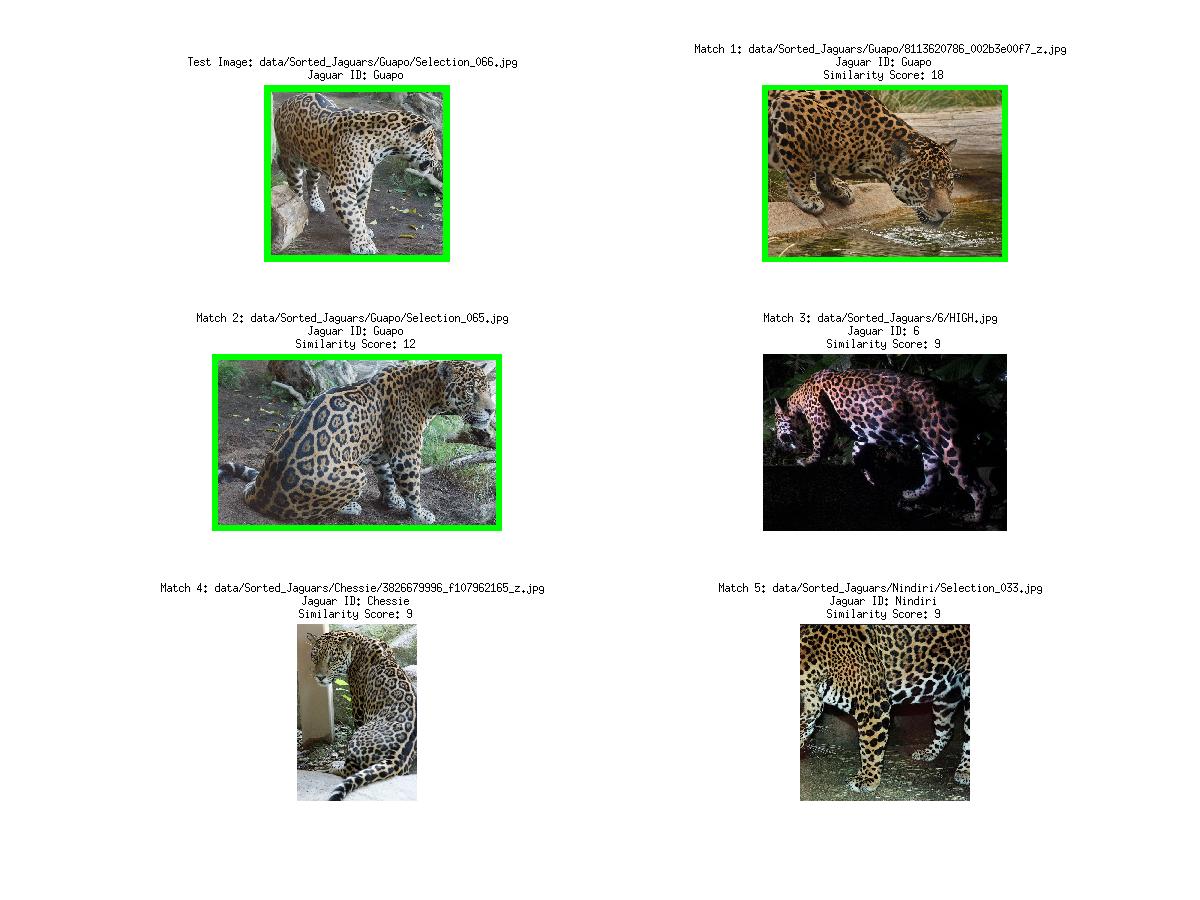 Test Image: data/Sorted_Jaguars/Guapo/Selection_066.jpg
Jaguar ID: Guapo
Match 1: data/Sorted_Jaguars/Guapo/8113620786_002b3e00f7_z.jpg
Jaguar ID: Guapo
Similarity Score: 18
Match 2: data/Sorted_Jaguars/Guapo/Selection_065.jpg
Jaguar ID: Guapo
Similarity Score: 12
Match 3: data/Sorted_Jaguars/6/HIGH.jpg
Jaguar ID: 6
Similarity Score: 9
Match 4: data/Sorted_Jaguars/Chessie/3826679996_f107962165_z.jpg
Jaguar ID: Chessie
Similarity Score: 9
Match 5: data/Sorted_Jaguars/Nindiri/Selection_033.jpg
Jaguar ID: Nindiri
Similarity Score: 9